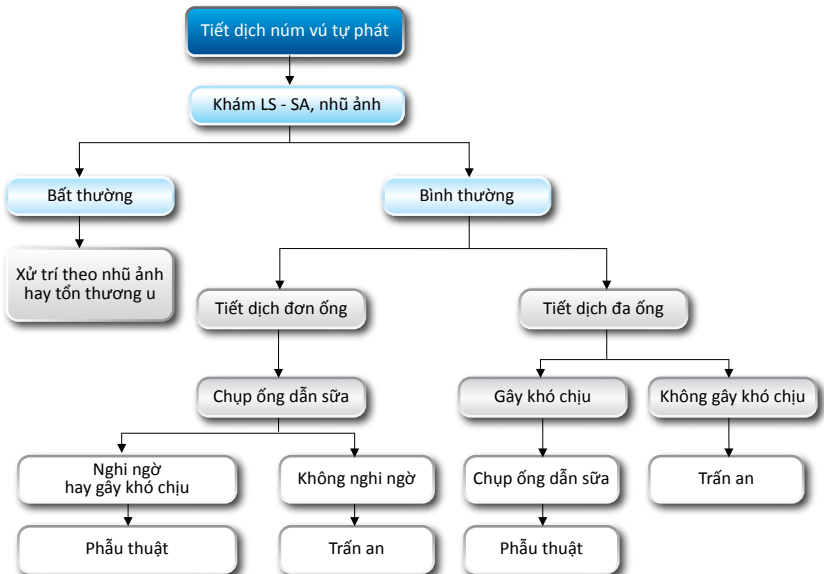 Tiết dịch núm vú tự phát
Khám LS - SA, nhũ ảnh
Bất thường
Bình thường
Xử trí theo nhũ ảnh
hay tổn thương u
Tiết dịch đơn ống
Tiết dịch đa ống
Chụp ống dẫn sữa
Gây khó chịu
Không gây khó chịu
Nghi ngờ
hay gây khó chịu
Không nghi ngờ
Chụp ống dẫn sữa
Trấn an
Phẫu thuật
Trấn an
Phẫu thuật